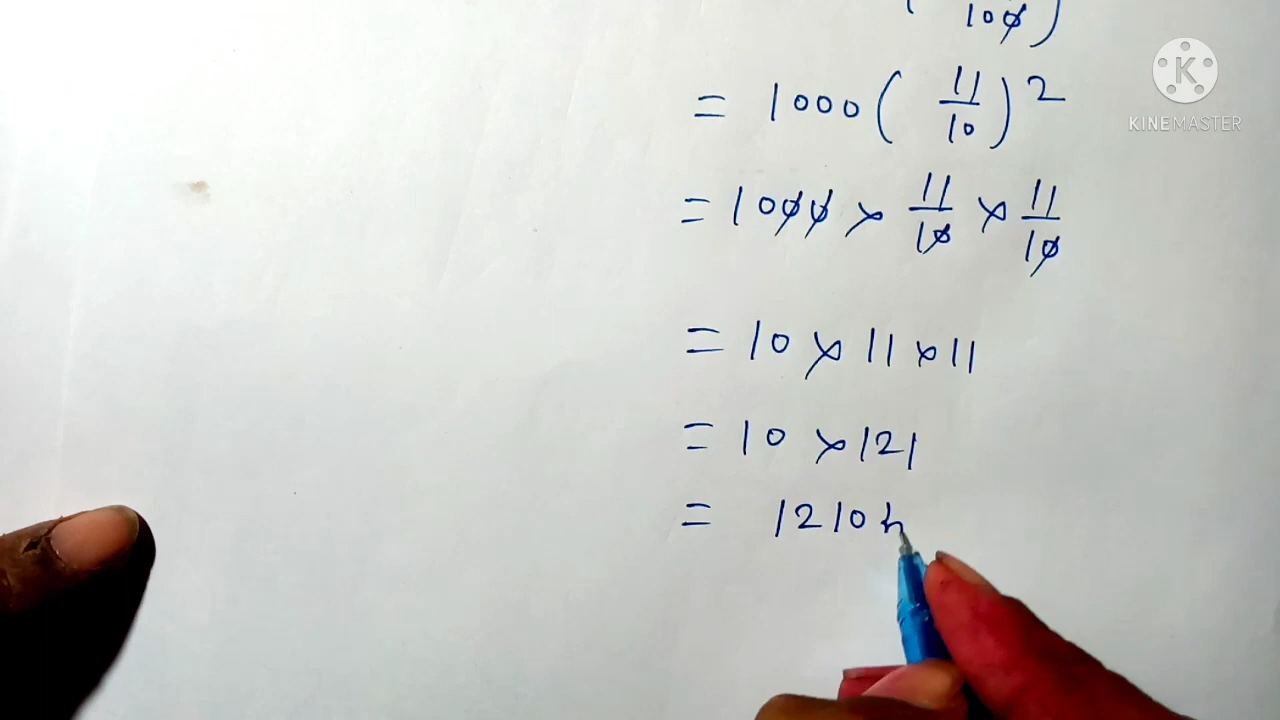 ( 100 )
= 1000 ( 11/10 )²
= 1000 × 11/10 × 11/10
= 10 × 11 × 11
= 10 × 121
= 1210
K
KINEMASTER